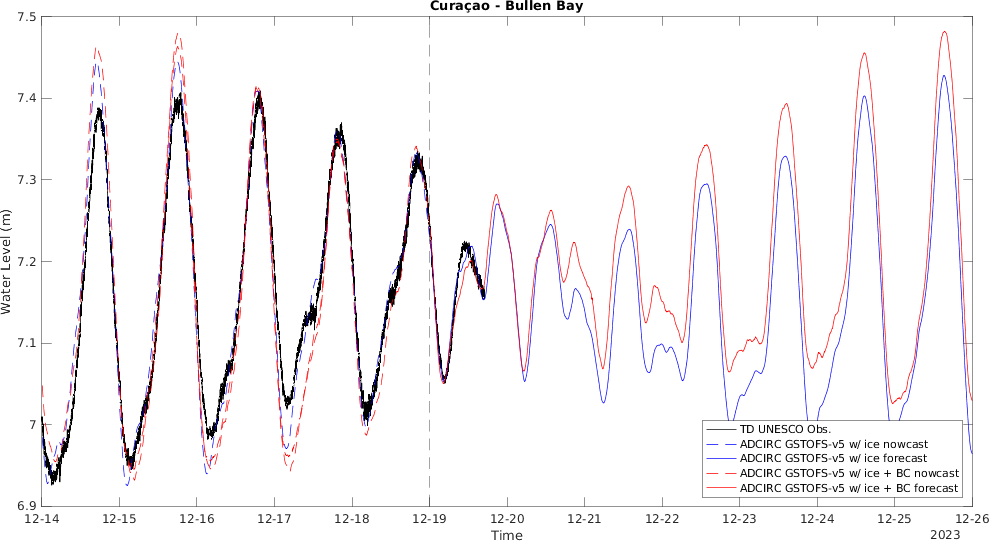 Curaçao - Bullen Bay
7.5
7.4
7.3
7.2
7.1
7
6.9
Water Level (m)
12-14 12-15 12-16 12-17 12-18 12-19 12-20 12-21 12-22 12-23 12-24 12-25 12-26
Time
2023
TD UNESCO Obs.
ADCIRC GSTOFS-v5 w/ ice nowcast
ADCIRC GSTOFS-v5 w/ ice forecast
ADCIRC GSTOFS-v5 w/ ice + BC nowcast
ADCIRC GSTOFS-v5 w/ ice + BC forecast